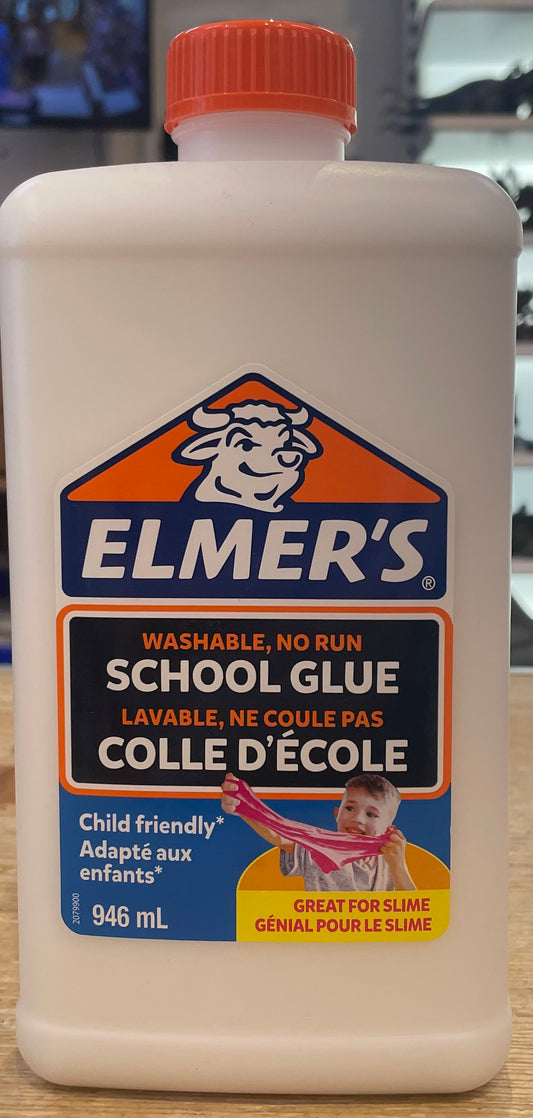 ELMER'S®
WASHABLE, NO RUN
SCHOOL GLUE
LAVABLE, NE COULE PAS
COLLE D'ÉCOLE
Child friendly*
Adapté aux
enfants*
2079900
946 mL
GREAT FOR SLIME
GÉNIAL POUR LE SLIME